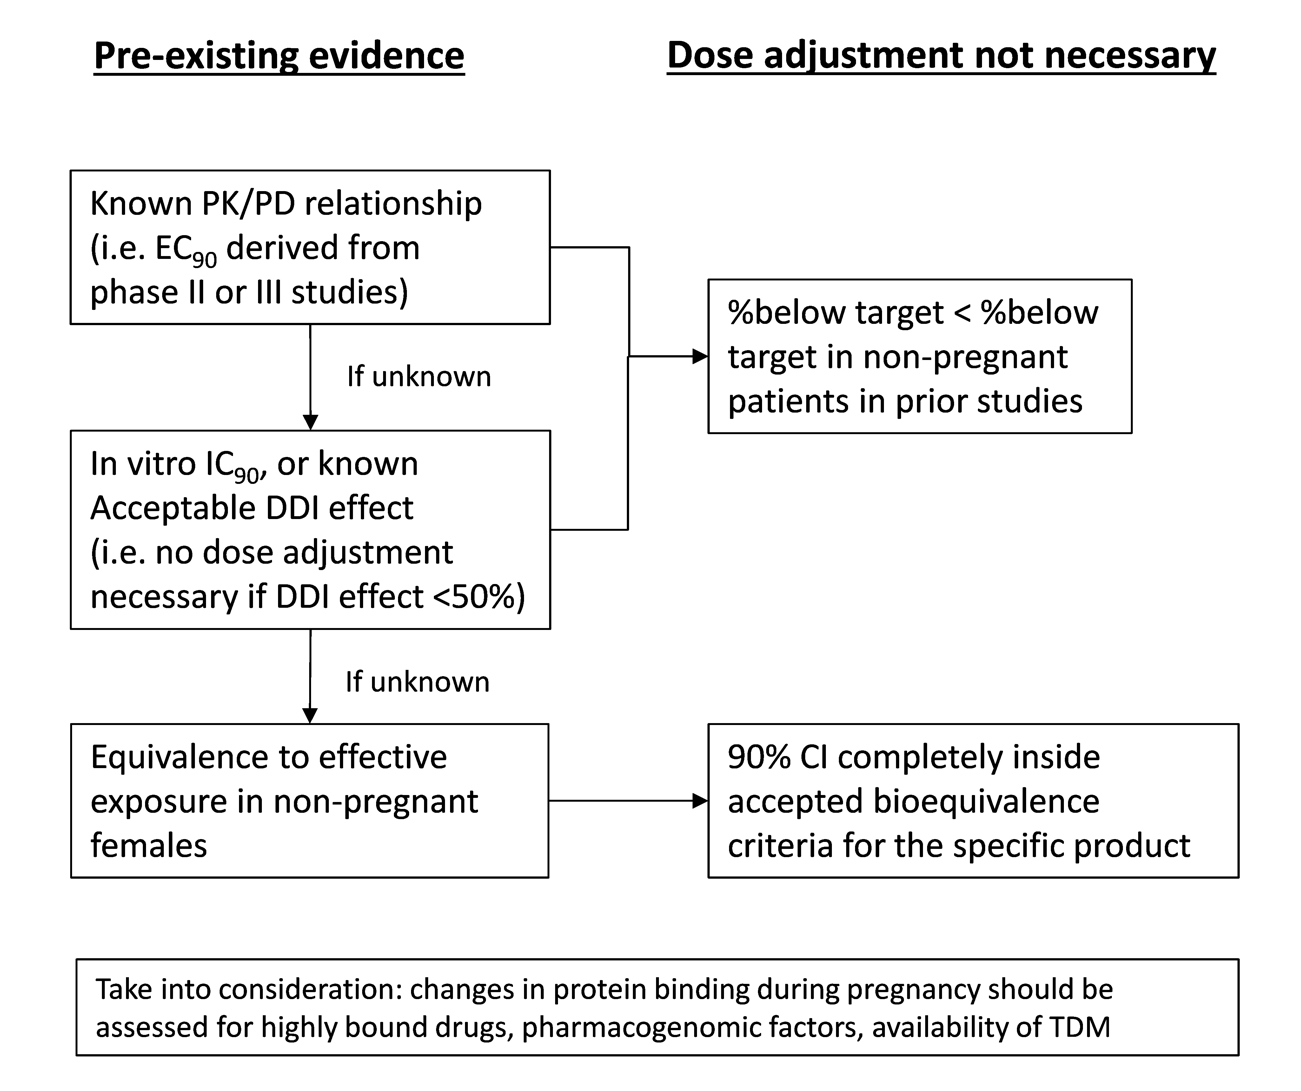 Pre-existing evidence
Dose adjustment not necessary
Known PK/PD relationship
(i.e. EC90 derived from
phase II or III studies)
%below target < %below
target in non-pregnant
patients in prior studies
If unknown
In vitro IC90, or known
Acceptable DDI effect
(i.e. no dose adjustment
necessary if DDI effect <50%)
If unknown
Equivalence to effective
exposure in non-pregnant
females
90% CI completely inside
accepted bioequivalence
criteria for the specific product
Take into consideration: changes in protein binding during pregnancy should be
assessed for highly bound drugs, pharmacogenomic factors, availability of TDM